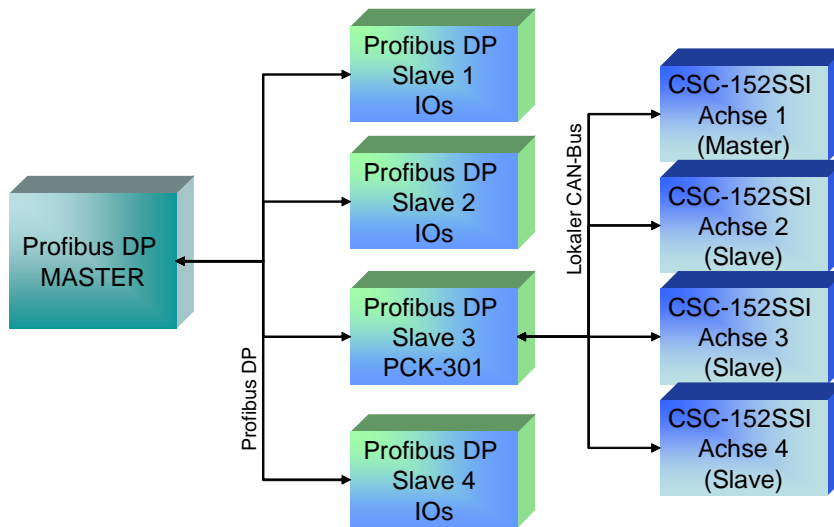 Profibus DP
MASTER
Profibus DP
Profibus DP
Slave 1
IOs
Profibus DP
Slave 2
IOs
Profibus DP
Slave 3
PCK-301
Profibus DP
Slave 4
IOs
Lokaler CAN-Bus
CSC-152SSI
Achse 1
(Master)
CSC-152SSI
Achse 2
(Slave)
CSC-152SSI
Achse 3
(Slave)
CSC-152SSI
Achse 4
(Slave)